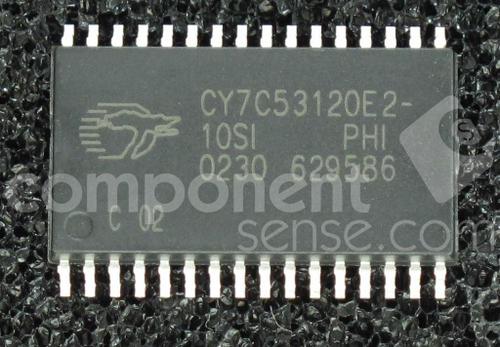 CY7C53120E2-
10SI PHI
0230 629586
C 02
component
sense.com